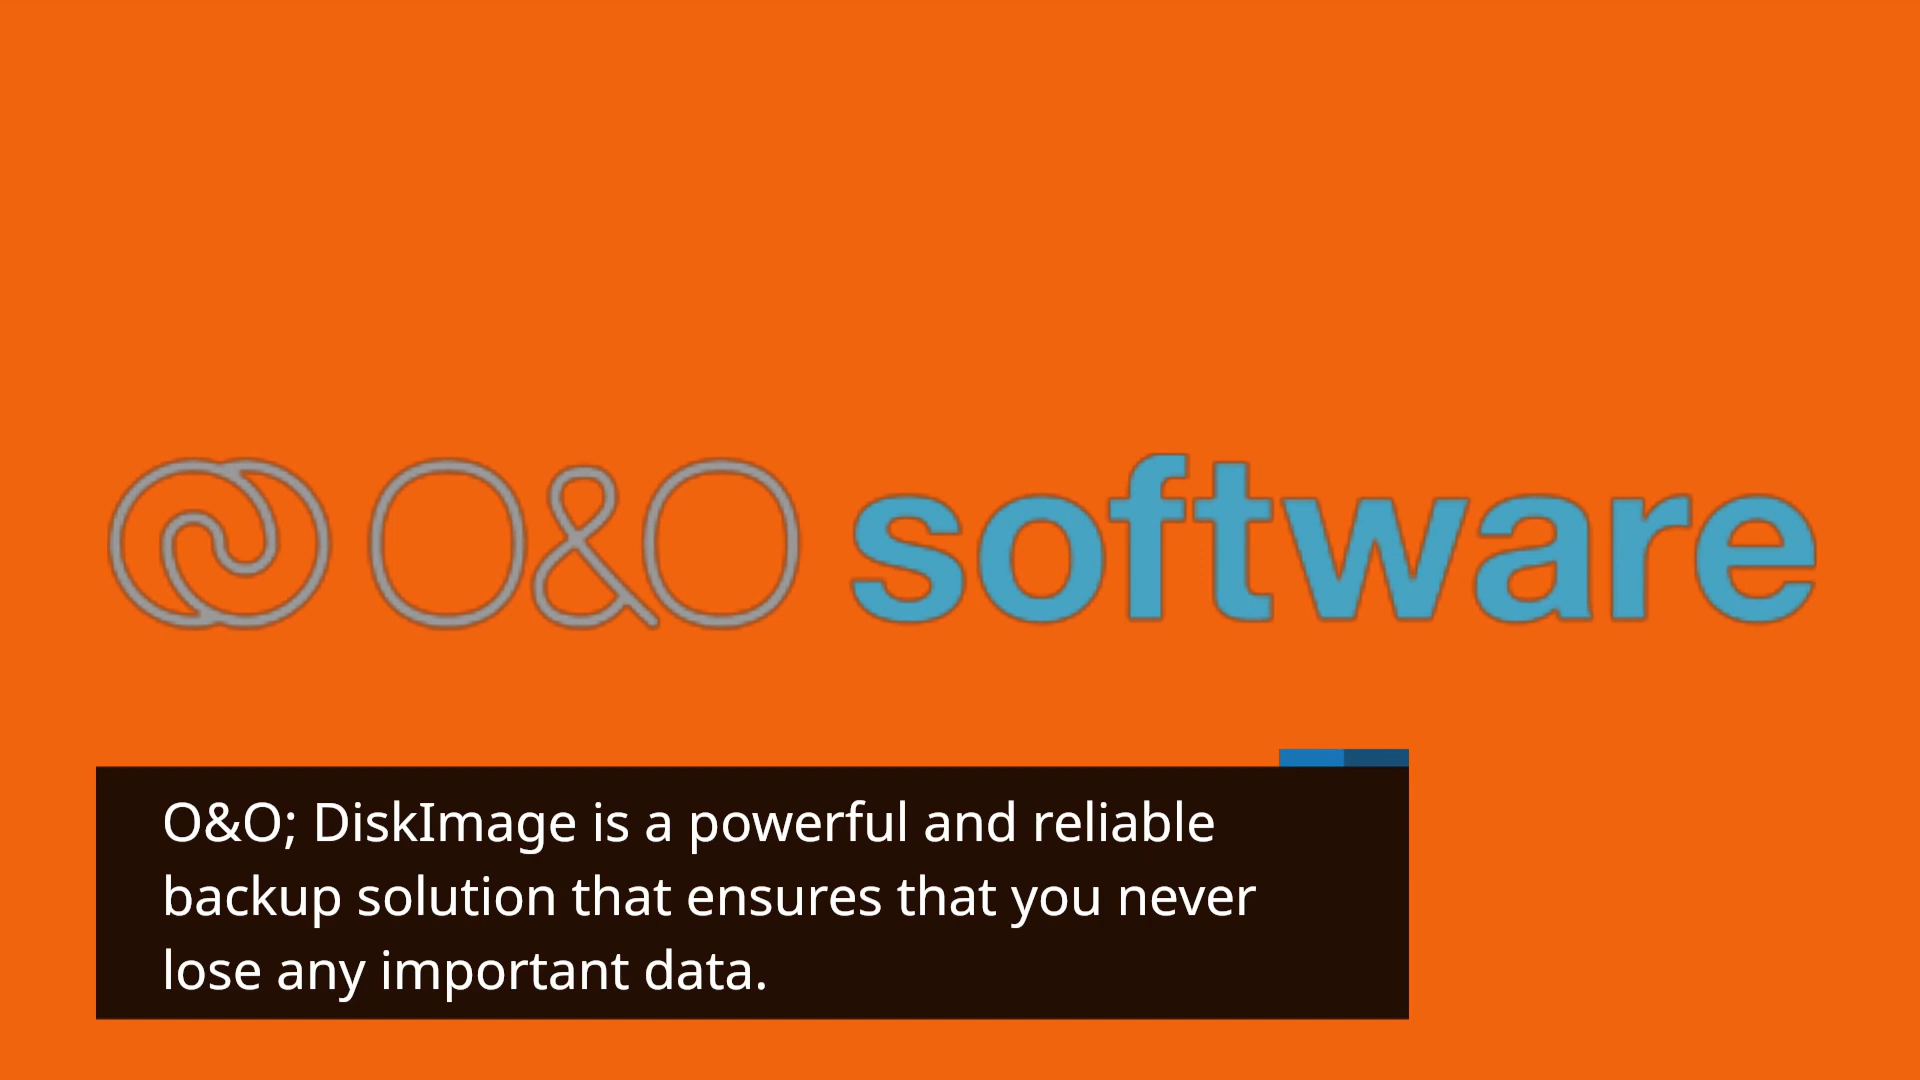 O&O software
O&O; DiskImage is a powerful and reliable
backup solution that ensures that you never
lose any important data.